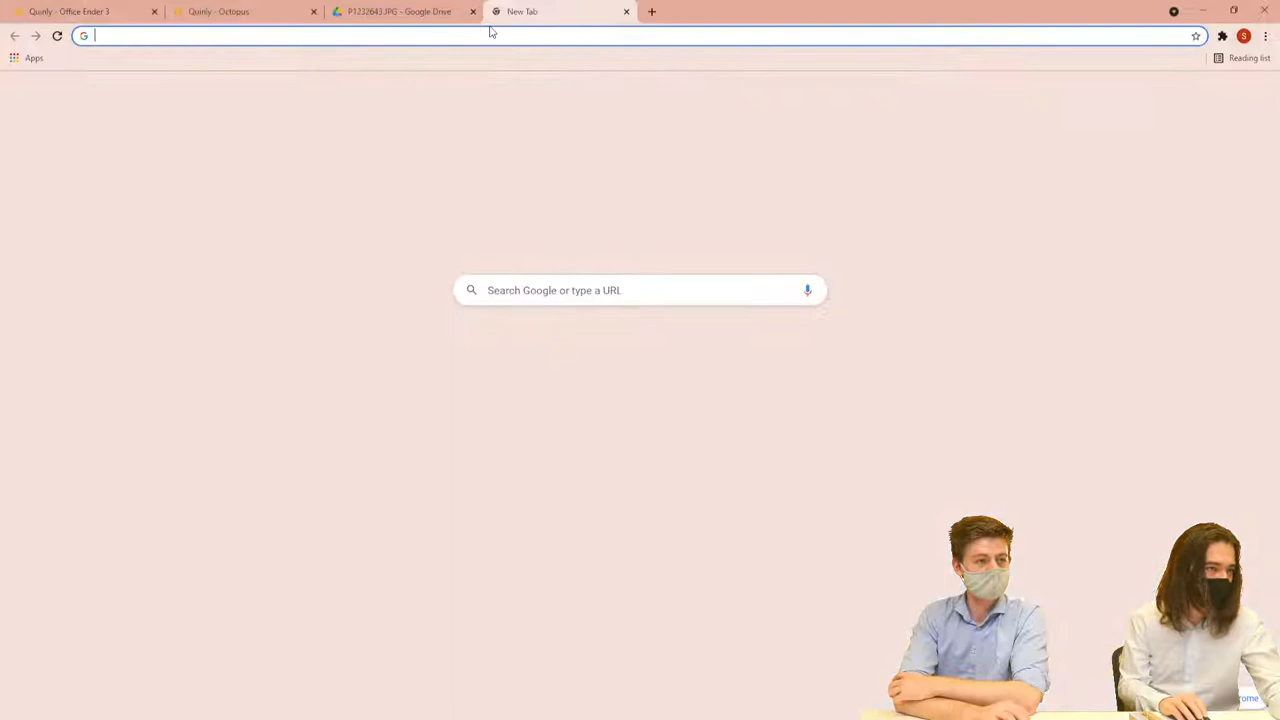 Quinly - Office Ender 3
Quinly - Octopus
P1232643.JPG - Google Drive
New Tab
S
Apps
Reading list
Search Google or type a URL
rome